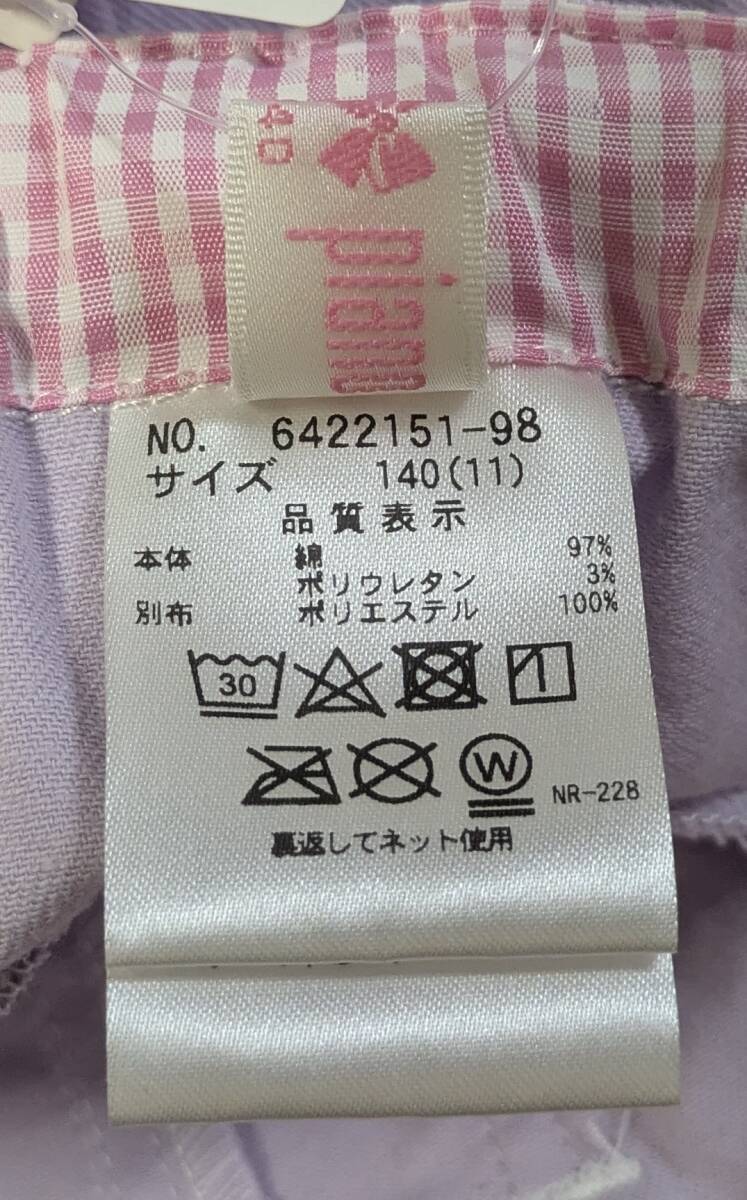 40
piano
NO. 6422151-98
サイズ 140(11)
品質表示
本体 綿 97%
ポリウレタン 3%
別布 ポリエステル 100%
30
W
NR-228
裏返してネット使用